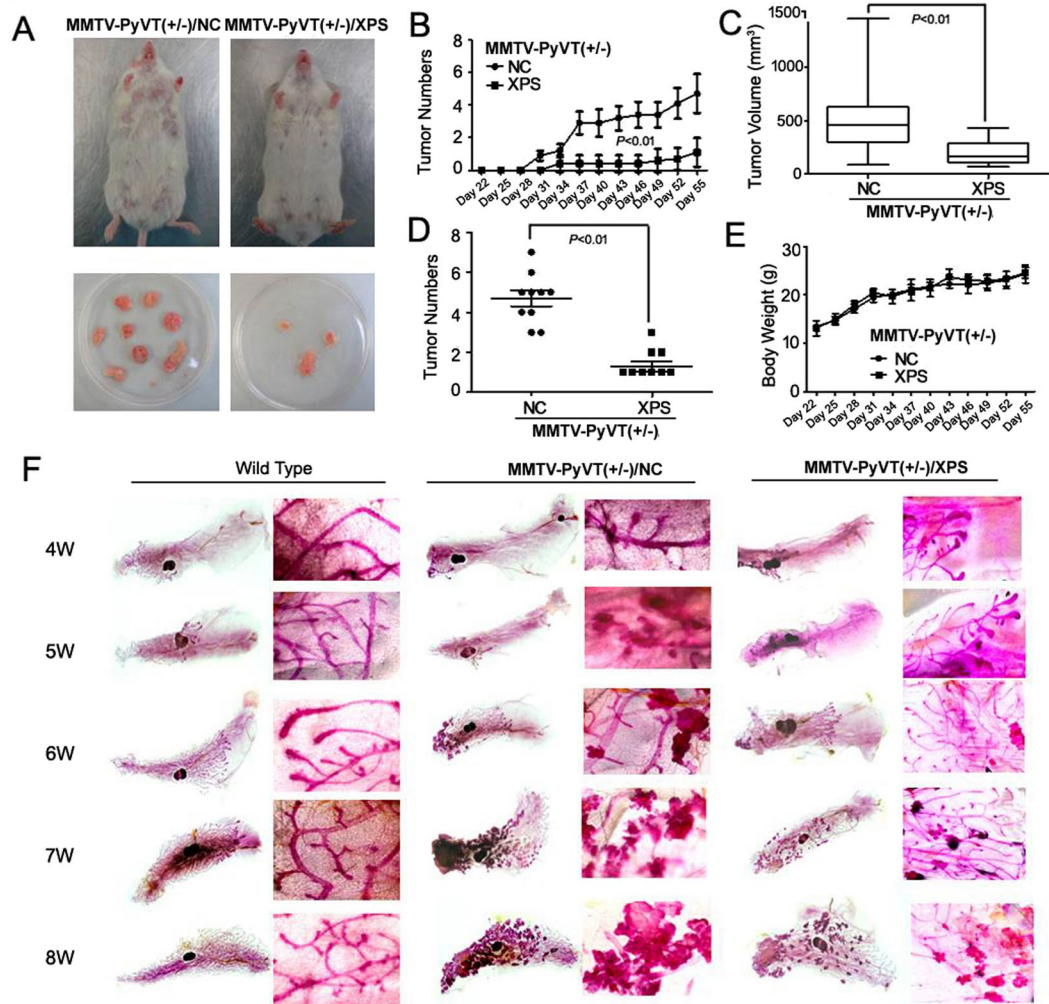 A
MMTV-PyVT(+/-)/NC MMTV-PyVT(+/-)/XPS
B
MMTV-PyVT(+/-)
NC
XPS
Tumor Numbers
8
6
4
2
0
P<0.01
Day 22 Day 25 Day 28 Day 31 Day 34 Day 37 Day 40 Day 43 Day 46 Day 49 Day 52 Day 55
C
Tumor Volume (mm³)
1500
1000
500
0
P<0.01
NC XPS
MMTV-PyVT(+/-)
D
Tumor Numbers
8
6
4
2
0
P<0.01
NC XPS
MMTV-PyVT(+/-)
E
Body Weight (g)
30
20
10
0
MMTV-PyVT(+/-)
NC
XPS
Day 22 Day 25 Day 28 Day 31 Day 34 Day 37 Day 40 Day 43 Day 46 Day 49 Day 52 Day 55
F
Wild Type MMTV-PyVT(+/-)/NC MMTV-PyVT(+/-)/XPS
4W
5W
6W
7W
8W